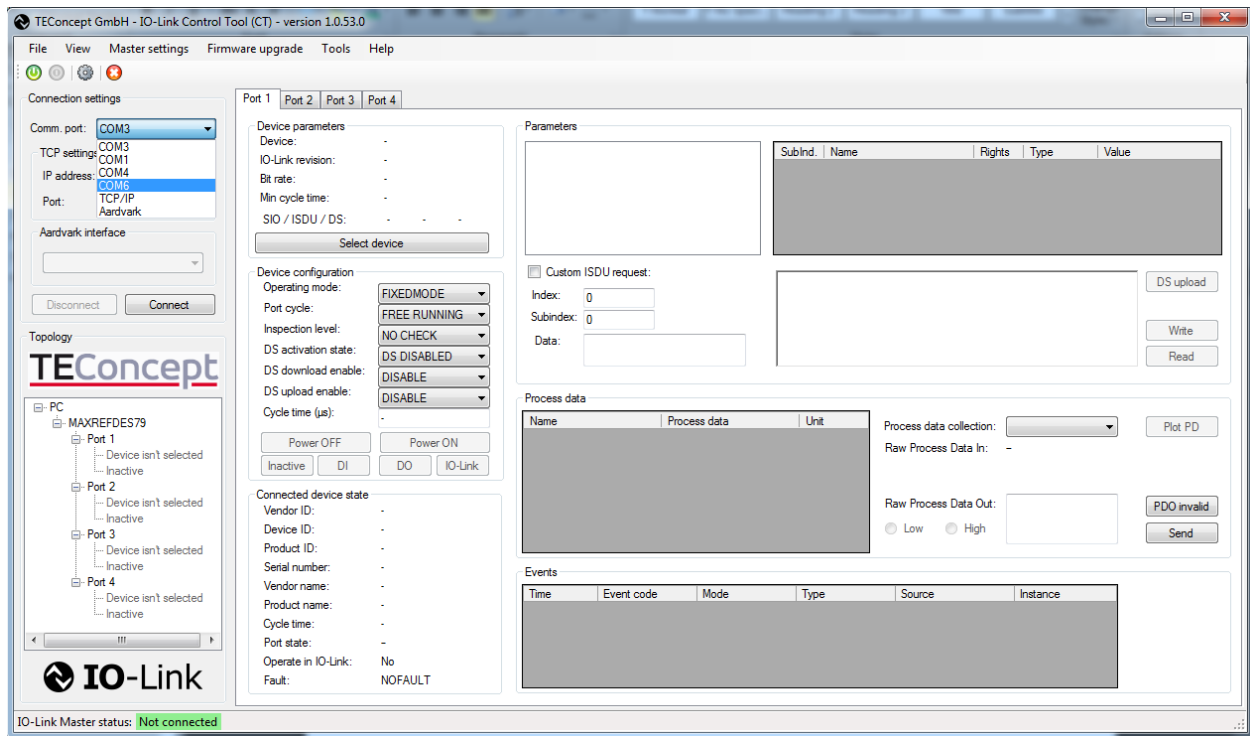 TEConcept GmbH - IO-Link Control Tool (CT) - version 1.0.53.0
File View Master settings Firmware upgrade Tools Help
Connection settings
Comm. port: COM3
COM3
COM1
COM4
COM6
TCP/IP
Aardvark
TCP settings
IP address:
Port:
Aardvark interface
Disconnect Connect
Topology
TEConcept
PC
MAXREFDES79
Port 1
Device isn't selected
Inactive
Port 2
Device isn't selected
Inactive
Port 3
Device isn't selected
Inactive
Port 4
Device isn't selected
Inactive
IO-Link
Port 1 Port 2 Port 3 Port 4
Device parameters
Device: -
IO-Link revision: -
Bit rate: -
Min cycle time: -
SIO / ISDU / DS: - - -
Select device
Device configuration
Operating mode: FIXEDMODE
Port cycle: FREE RUNNING
Inspection level: NO CHECK
DS activation state: DS DISABLED
DS download enable: DISABLE
DS upload enable: DISABLE
Cycle time (µs): -
Power OFF Power ON
Inactive DI DO IO-Link
Connected device state
Vendor ID: -
Device ID: -
Product ID: -
Serial number: -
Vendor name: -
Product name: -
Cycle time: -
Port state: –
Operate in IO-Link: No
Fault: NOFAULT
Parameters
SubInd. Name Rights Type Value
Custom ISDU request:
Index: 0
Subindex: 0
Data:
DS upload
Write
Read
Process data
Name Process data Unit
Process data collection: Plot PD
Raw Process Data In: –
Raw Process Data Out: PDO invalid
Low High Send
Events
Time Event code Mode Type Source Instance
IO-Link Master status: Not connected